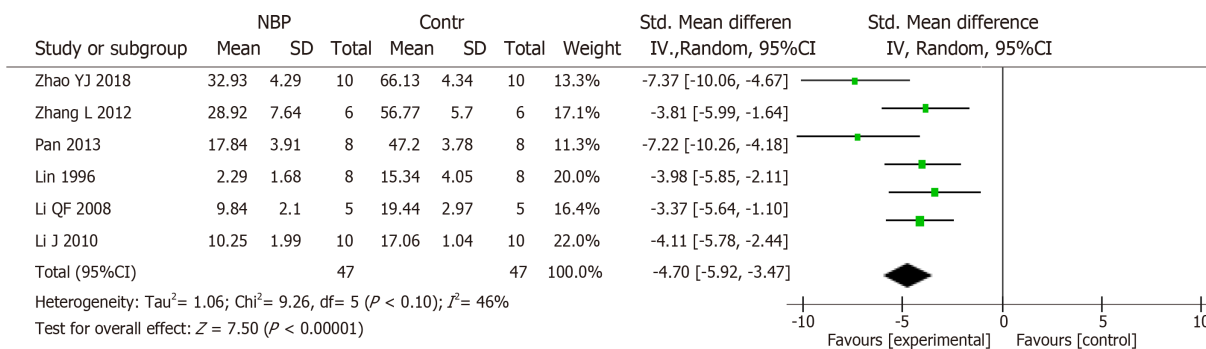 NBP Contr Std. Mean differen Std. Mean difference
Study or subgroup Mean SD Total Mean SD Total Weight IV.,Random, 95%CI IV, Random, 95%CI
Zhao YJ 2018 32.93 4.29 10 66.13 4.34 10 13.3% -7.37 [-10.06, -4.67]
Zhang L 2012 28.92 7.64 6 56.77 5.7 6 17.1% -3.81 [-5.99, -1.64]
Pan 2013 17.84 3.91 8 47.2 3.78 8 11.3% -7.22 [-10.26, -4.18]
Lin 1996 2.29 1.68 8 15.34 4.05 8 20.0% -3.98 [-5.85, -2.11]
Li QF 2008 9.84 2.1 5 19.44 2.97 5 16.4% -3.37 [-5.64, -1.10]
Li J 2010 10.25 1.99 10 17.06 1.04 10 22.0% -4.11 [-5.78, -2.44]
Total (95%CI) 47 47 100.0% -4.70 [-5.92, -3.47]
Heterogeneity: Tau²= 1.06; Chi²= 9.26, df= 5 (P < 0.10); I²= 46%
Test for overall effect: Z = 7.50 (P < 0.00001)
-10 -5 0 5 10
Favours [experimental] Favours [control]